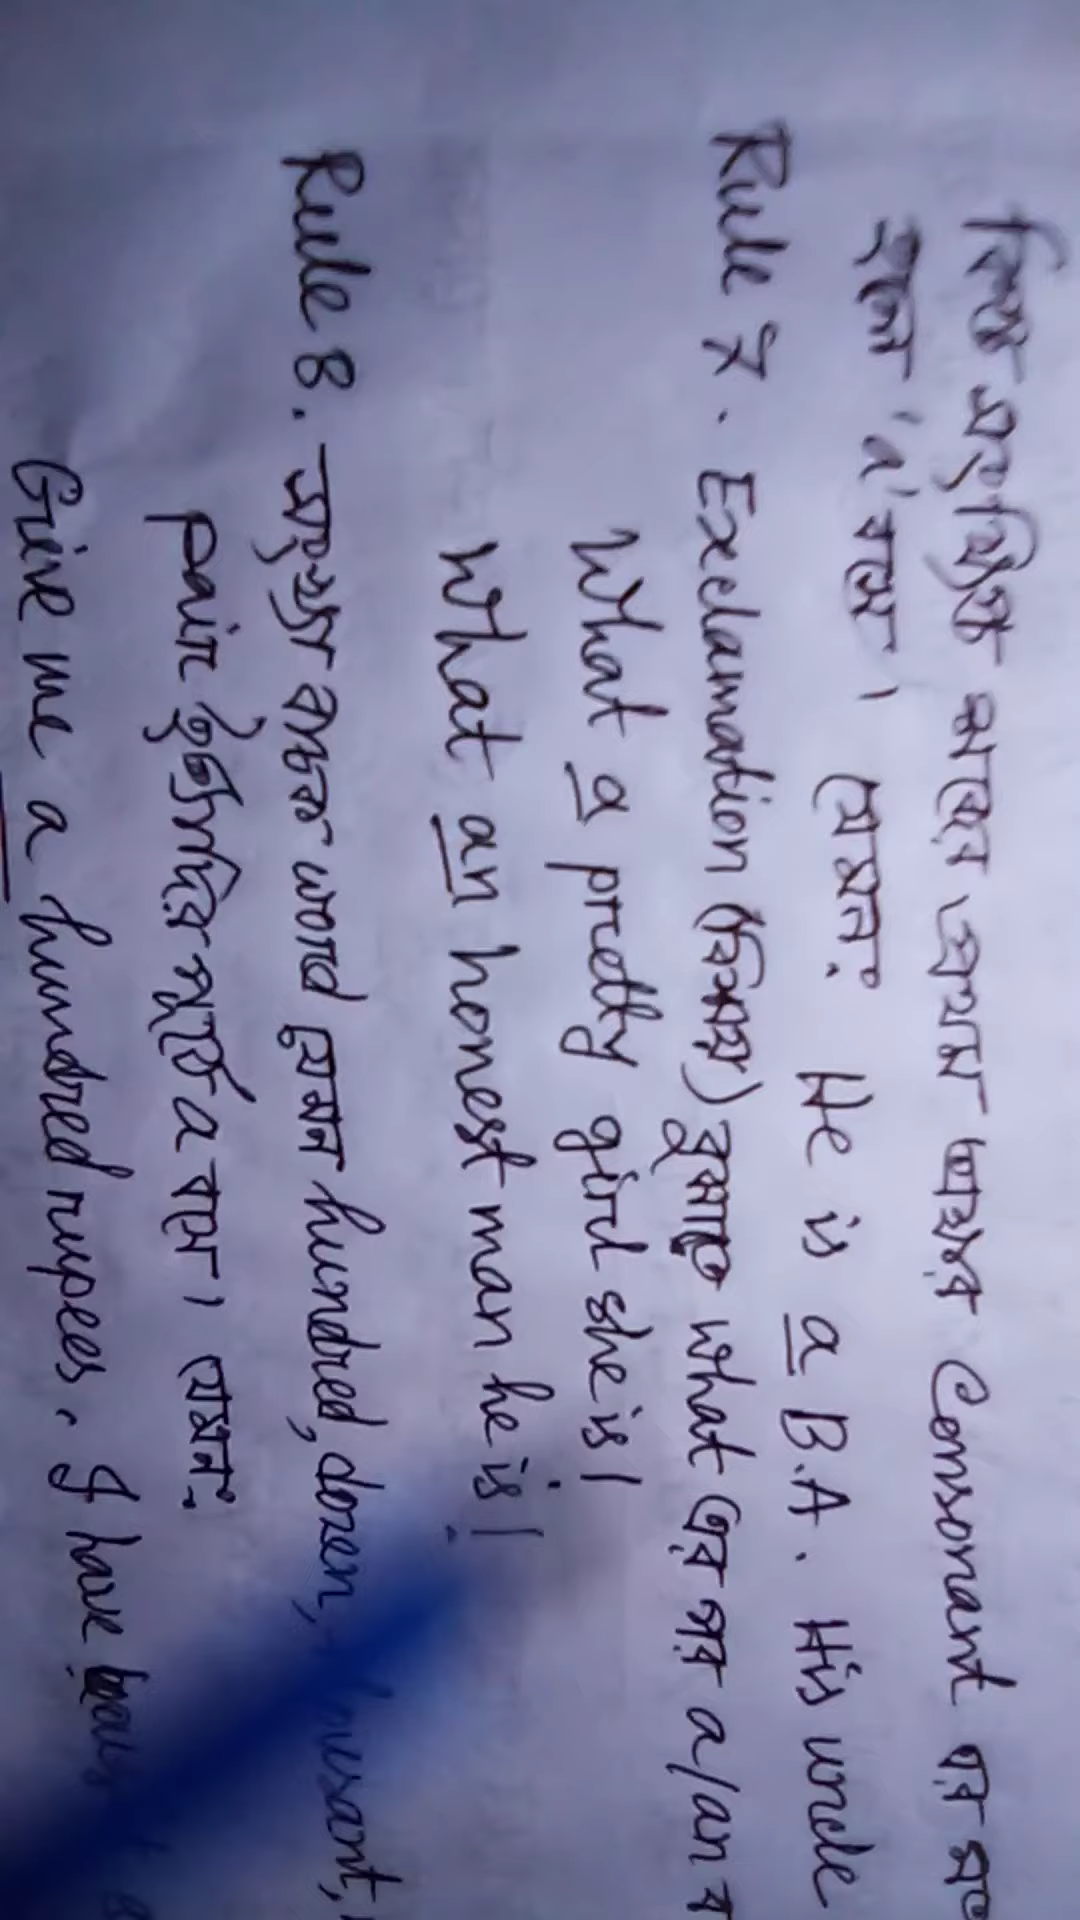 কিন্তু সংক্ষিপ্ত শব্দের প্রথম অক্ষর Consonant এর মত
হলে 'a' বসে। যেমন: He is a B.A. His uncle
Rule 7. Exclamation (বিস্ময়) বুঝাতে what এর পর a/an ব
What a pretty girl she is!
What an honest man he is!
Rule 8. সংখ্যা বাচক word যেমন hundred, dozen,
pair ইত্যাদির পূর্বে a বসে। যেমন:
Give me a hundred rupees. I have